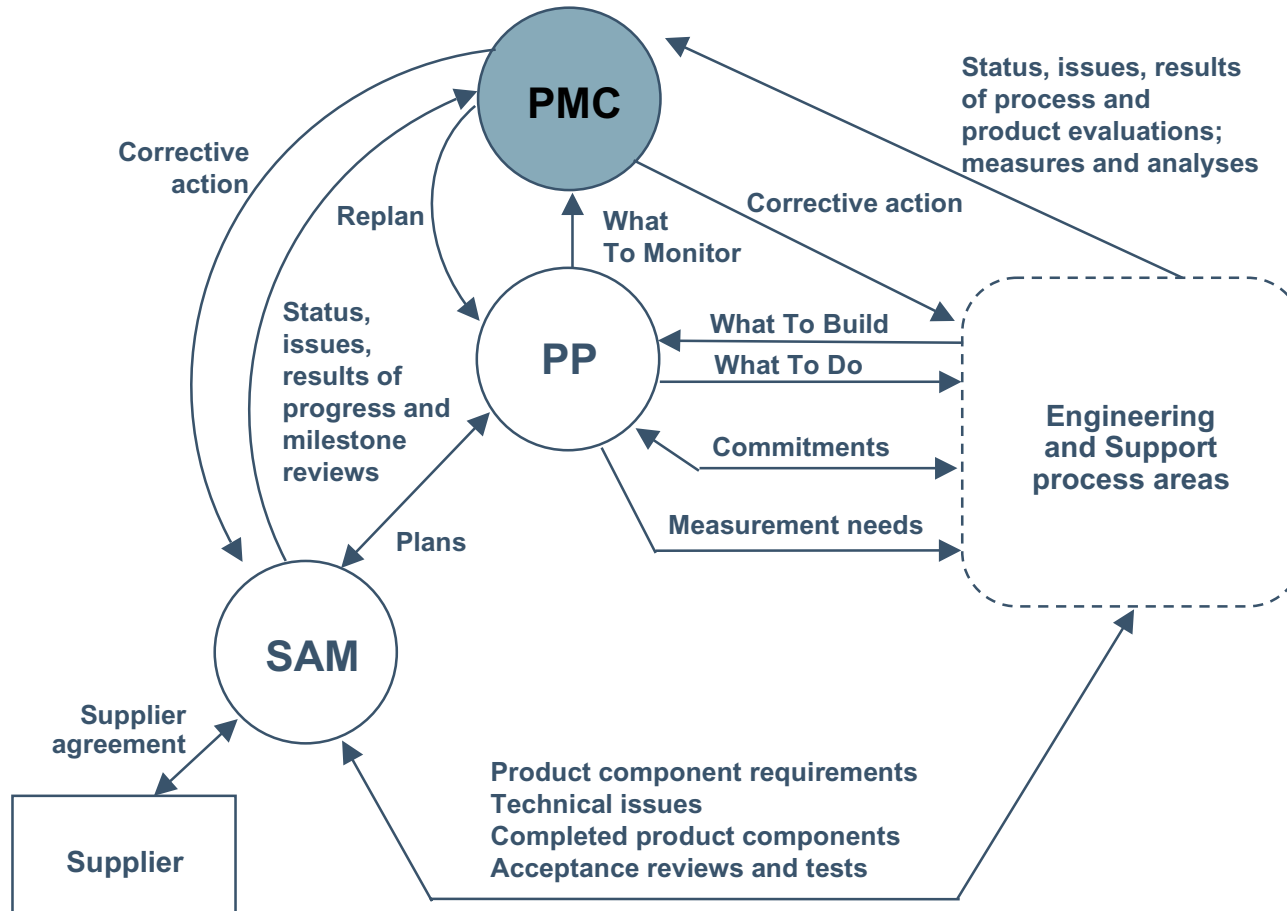 PMC
Status, issues, results
of process and
product evaluations;
measures and analyses
Corrective
action
Replan
What
To Monitor
Corrective action
Status,
issues,
results of
progress and
milestone
reviews
PP
What To Build
What To Do
Commitments
Measurement needs
Engineering
and Support
process areas
Plans
SAM
Supplier
agreement
Supplier
Product component requirements
Technical issues
Completed product components
Acceptance reviews and tests